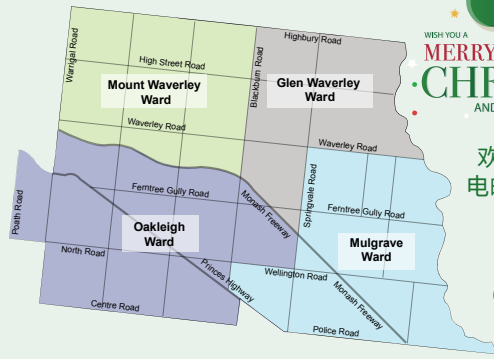 WISH YOU A
MERRY
AND
欢
Highbury Road
Warrigal Road
High Street Road
Blackburn Road
Mount Waverley
Ward
Glen Waverley
Ward
Waverley Road
Waverley Road
Springvale Road
Ferntree Gully Road
Ferntree Gully Road
Monash Freeway
Poath Road
Oakleigh
Ward
Mulgrave
Ward
North Road
Princes Highway
Wellington Road
Monash Freeway
Centre Road
Police Road